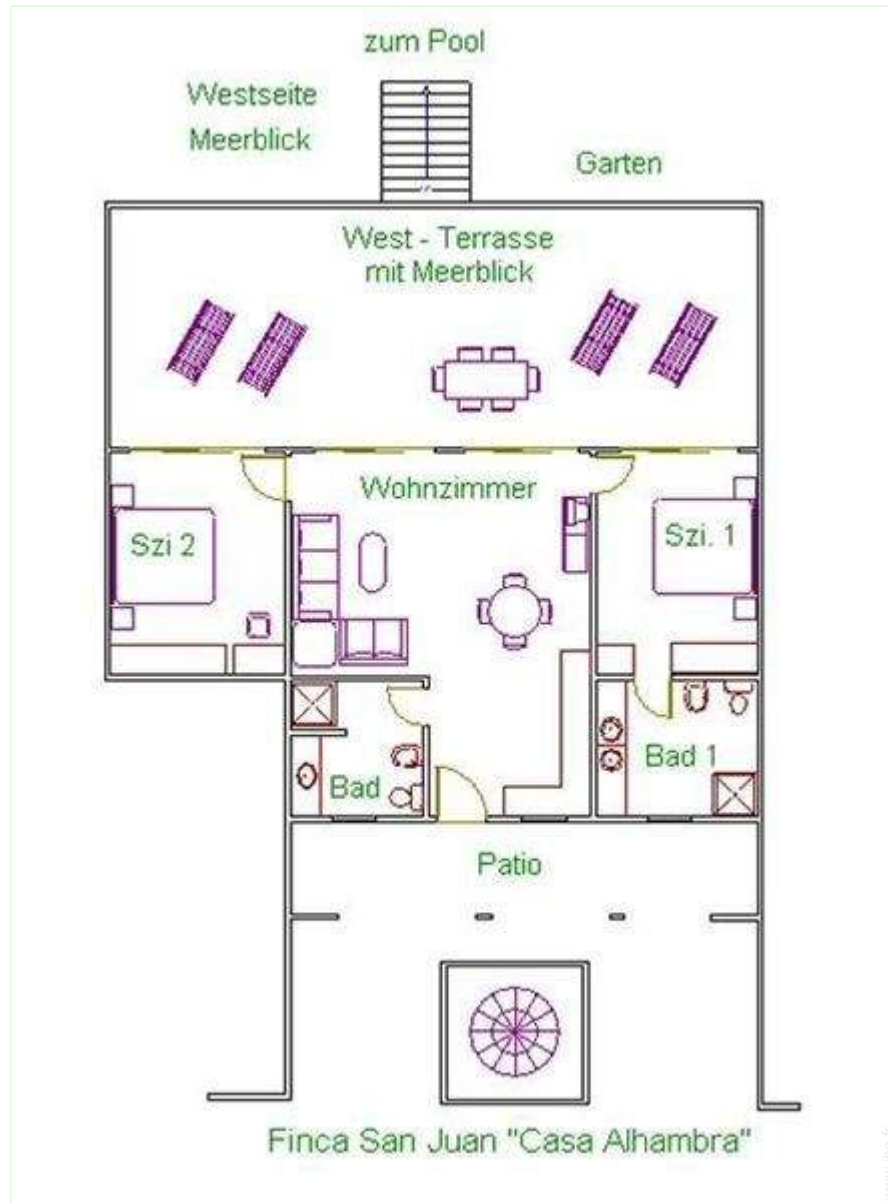 zum Pool
Westseite
Meerblick
Garten
West - Terrasse
mit Meerblick
Wohnzimmer
Szi 2
Szi. 1
Bad
Bad 1
Patio
Finca San Juan "Casa Alhambra"